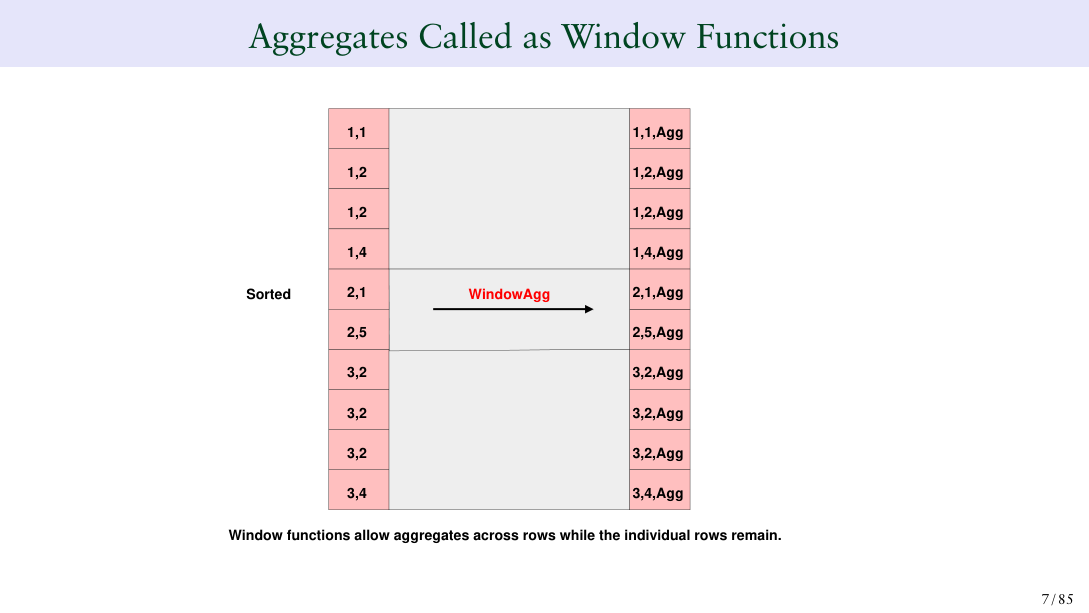 Aggregates Called as Window Functions
1,1
1,1,Agg
1,2
1,2,Agg
1,2
1,2,Agg
1,4
1,4,Agg
Sorted
2,1
WindowAgg
2,1,Agg
2,5
2,5,Agg
3,2
3,2,Agg
3,2
3,2,Agg
3,2
3,2,Agg
3,4
3,4,Agg
Window functions allow aggregates across rows while the individual rows remain.
7/85